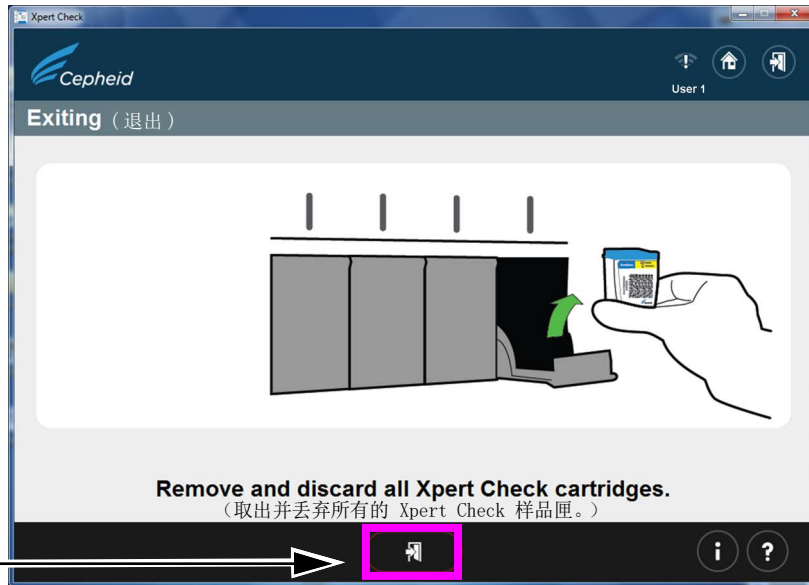 Xpert Check
Cepheid
User 1
Exiting (退出)
Remove and discard all Xpert Check cartridges.
(取出并丢弃所有的 Xpert Check 样品匣。)
i ?